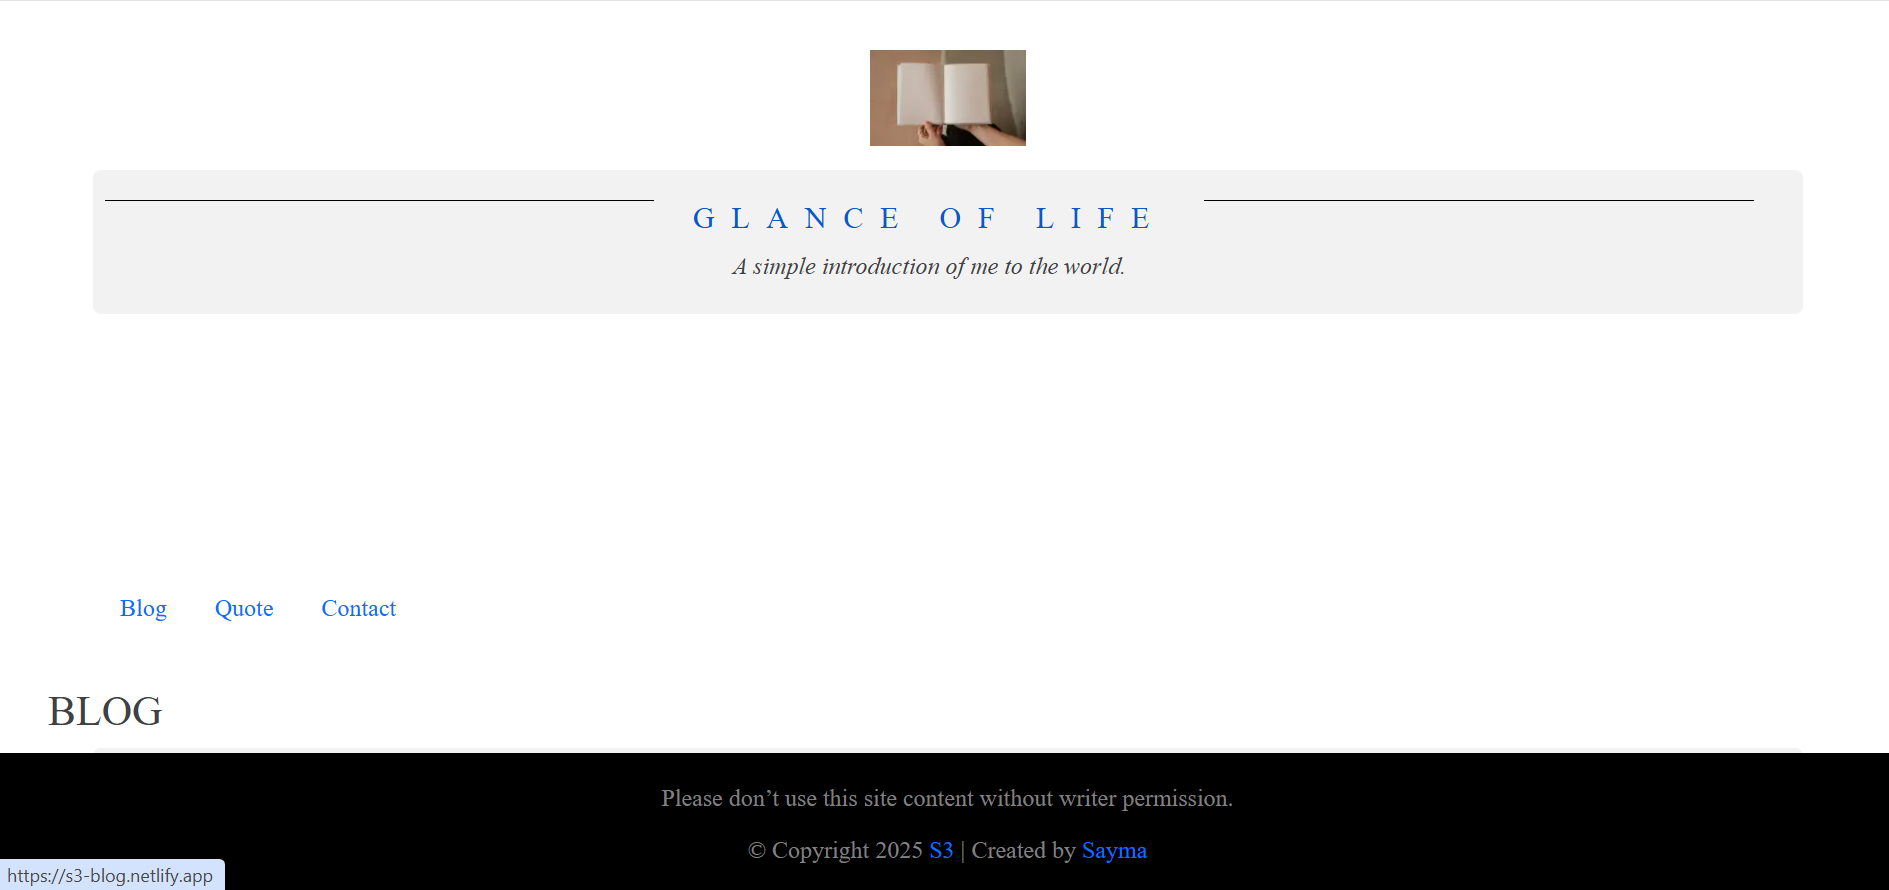 GLANCE OF LIFE
A simple introduction of me to the world.
Blog Quote Contact
BLOG
Please don’t use this site content without writer permission.
© Copyright 2025 S3 | Created by Sayma
https://s3-blog.netlify.app